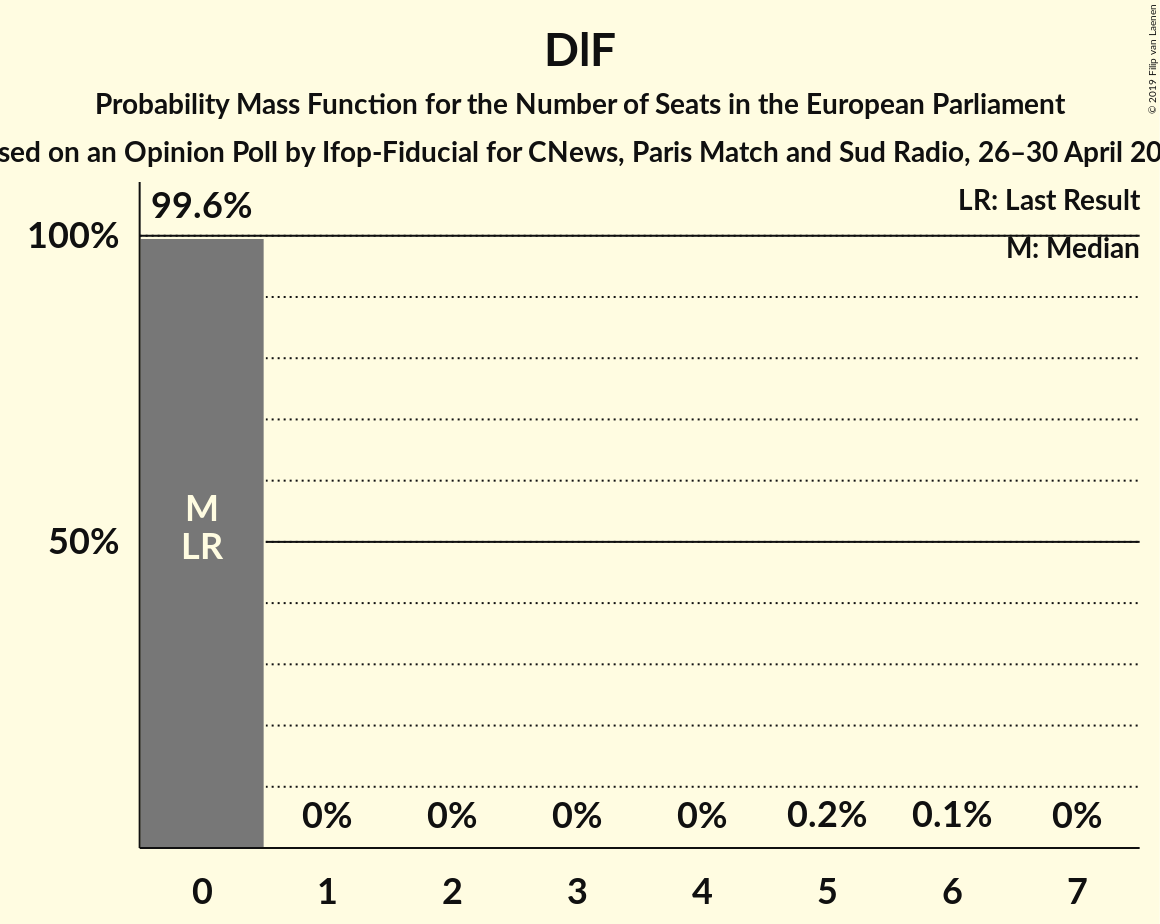 DIF
Probability Mass Function for the Number of Seats in the European Parliament
sed on an Opinion Poll by Ifop-Fiducial for CNews, Paris Match and Sud Radio, 26–30 April 20
© 2019 Filip van Laenen
LR: Last Result
M: Median
99.6%
100%
50%
M
LR
0% 0% 0% 0% 0.2% 0.1% 0%
0 1 2 3 4 5 6 7